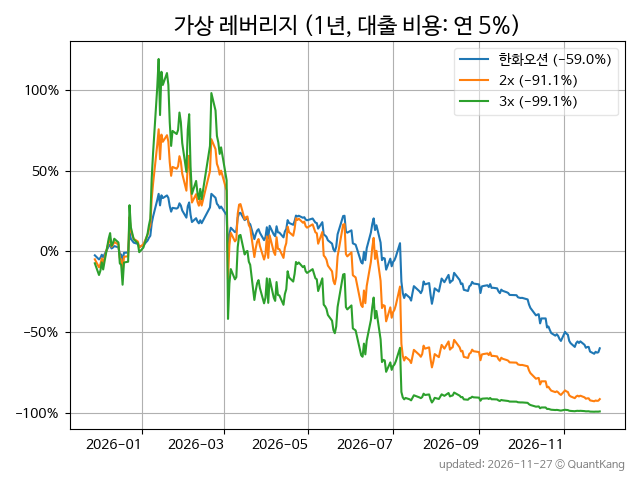 가상 레버리지 (1년, 대출 비용: 연 5%)
한화오션 (-59.0%)
2x (-91.1%)
3x (-99.1%)
100%
50%
0%
-50%
-100%
2026-01 2026-03 2026-05 2026-07 2026-09 2026-11
updated: 2026-11-27 © QuantKang